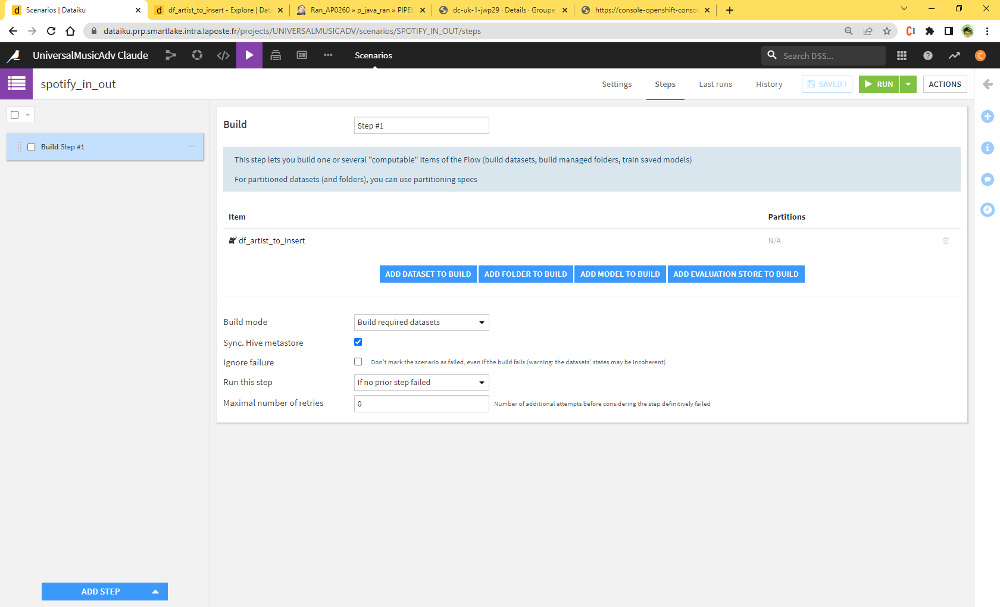 Scenarios | Dataiku
df_artist_to_insert - Explore | Data
Ran_AP0260 » p_java_ran » PIPEL
dc-uk-1-jwp29 · Details · Groupe
https://console-openshift-conso
dataiku.prp.smartlake.intra.laposte.fr/projects/UNIVERSALMUSICADV/scenarios/SPOTIFY_IN_OUT/steps
UniversalMusicAdv Claude
Scenarios
Search DSS...
C
spotify_in_out
Settings
Steps
Last runs
History
SAVED !
RUN
ACTIONS
Build Step #1
Build
Step #1
This step lets you build one or several "computable" items of the Flow (build datasets, build managed folders, train saved models)
For partitioned datasets (and folders), you can use partitioning specs
Item
Partitions
df_artist_to_insert
N/A
ADD DATASET TO BUILD
ADD FOLDER TO BUILD
ADD MODEL TO BUILD
ADD EVALUATION STORE TO BUILD
Build mode
Build required datasets
Sync. Hive metastore
Ignore failure
Don't mark the scenario as failed, even if the build fails (warning: the datasets' states may be incoherent)
Run this step
If no prior step failed
Maximal number of retries
0
Number of additional attempts before considering the step definitively failed
ADD STEP